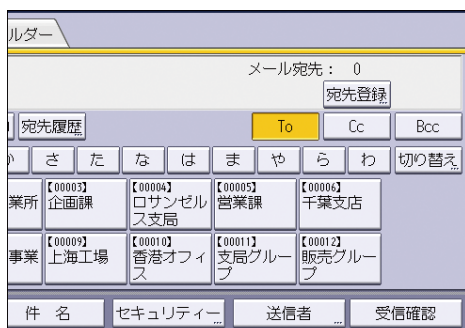 ルダー
メール宛先： 0
宛先登録
宛先履歴
To
Cc
Bcc
か さ た な は ま や ら わ 切り替え
業所
[00003]
企画課
[00004]
ロサンゼル
ス支局
[00005]
営業課
[00006]
千葉支店
事業
[00009]
上海工場
[00010]
香港オフィ
ス
[00011]
支局グルー
プ
[00012]
販売グルー
プ
件 名
セキュリティー
送信者
受信確認